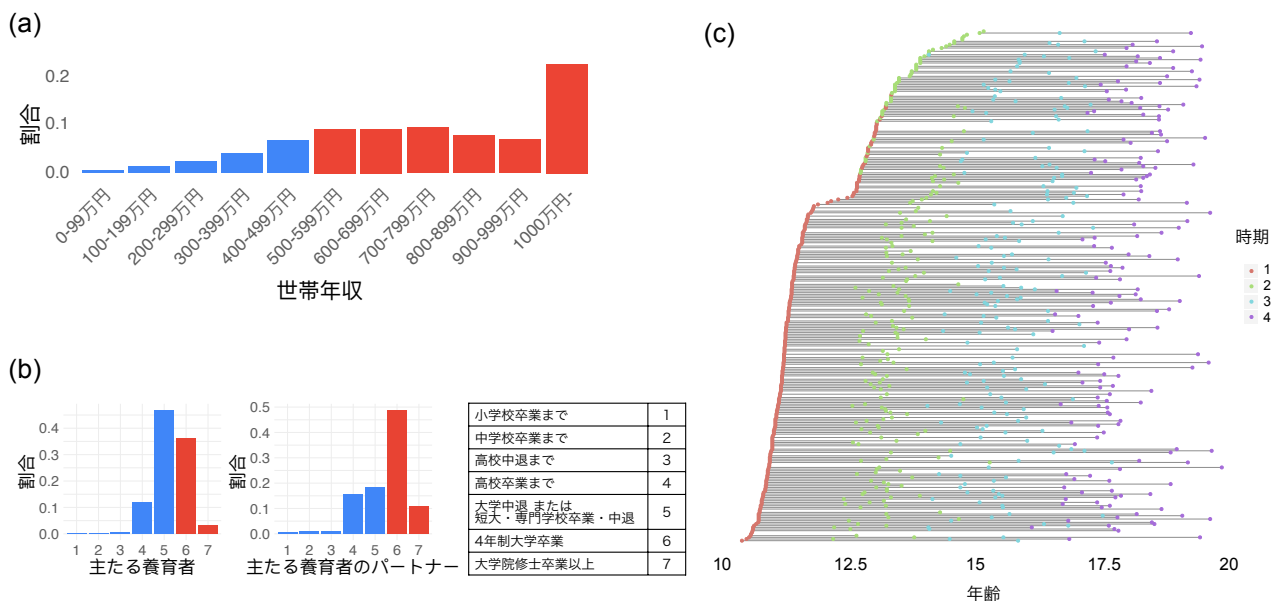 (a)
割合
0.2
0.1
0.0
0-99万円
100-199万円
200-299万円
300-399万円
400-499万円
500-599万円
600-699万円
700-799万円
800-899万円
900-999万円
1000万円-
世帯年収
(b)
割合
0.4
0.3
0.2
0.1
0.0
1 2 3 4 5 6 7
主たる養育者
割合
0.5
0.4
0.3
0.2
0.1
0.0
1 2 3 4 5 6 7
主たる養育者のパートナー
小学校卒業まで 1
中学校卒業まで 2
高校中退まで 3
高校卒業まで 4
大学中退 または
短大・専門学校卒業・中退 5
4年制大学卒業 6
大学院修士卒業以上 7
(c)
10 12.5 15 17.5 20
年齢
時期
1
2
3
4